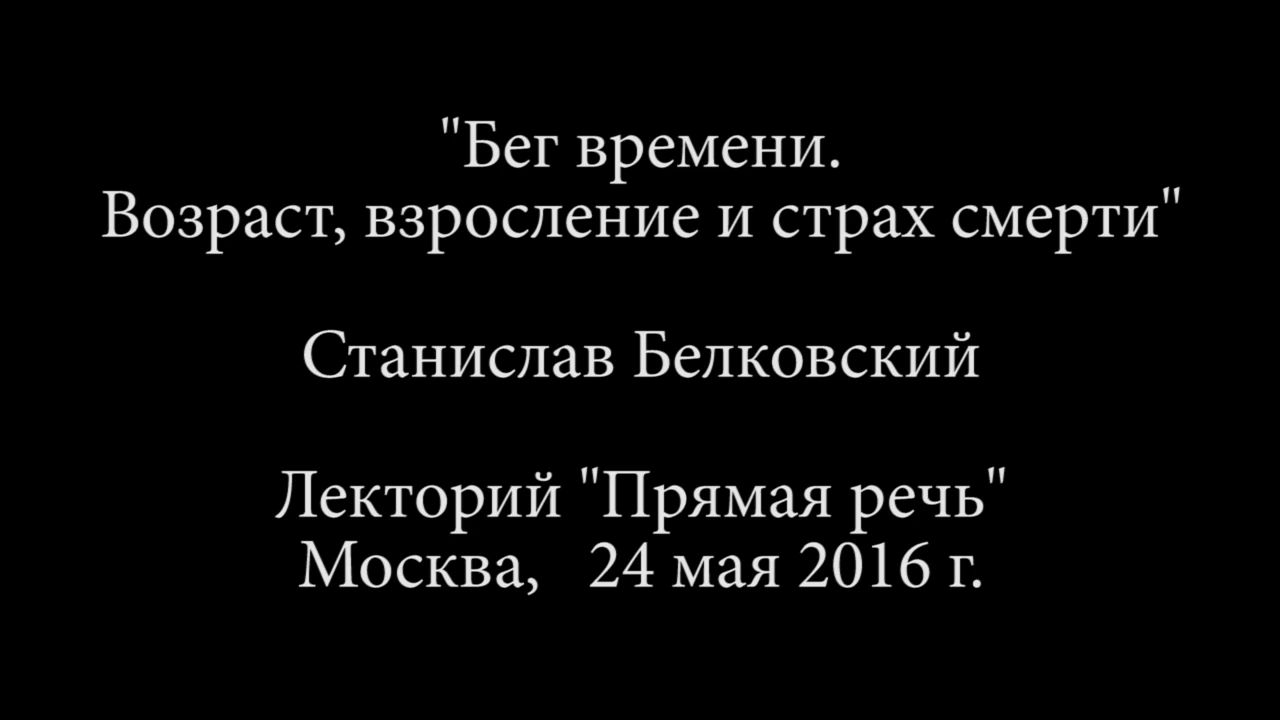 "Бег времени.
Возраст, взросление и страх смерти"
Станислав Белковский
Лекторий "Прямая речь"
Москва,   24 мая 2016 г.